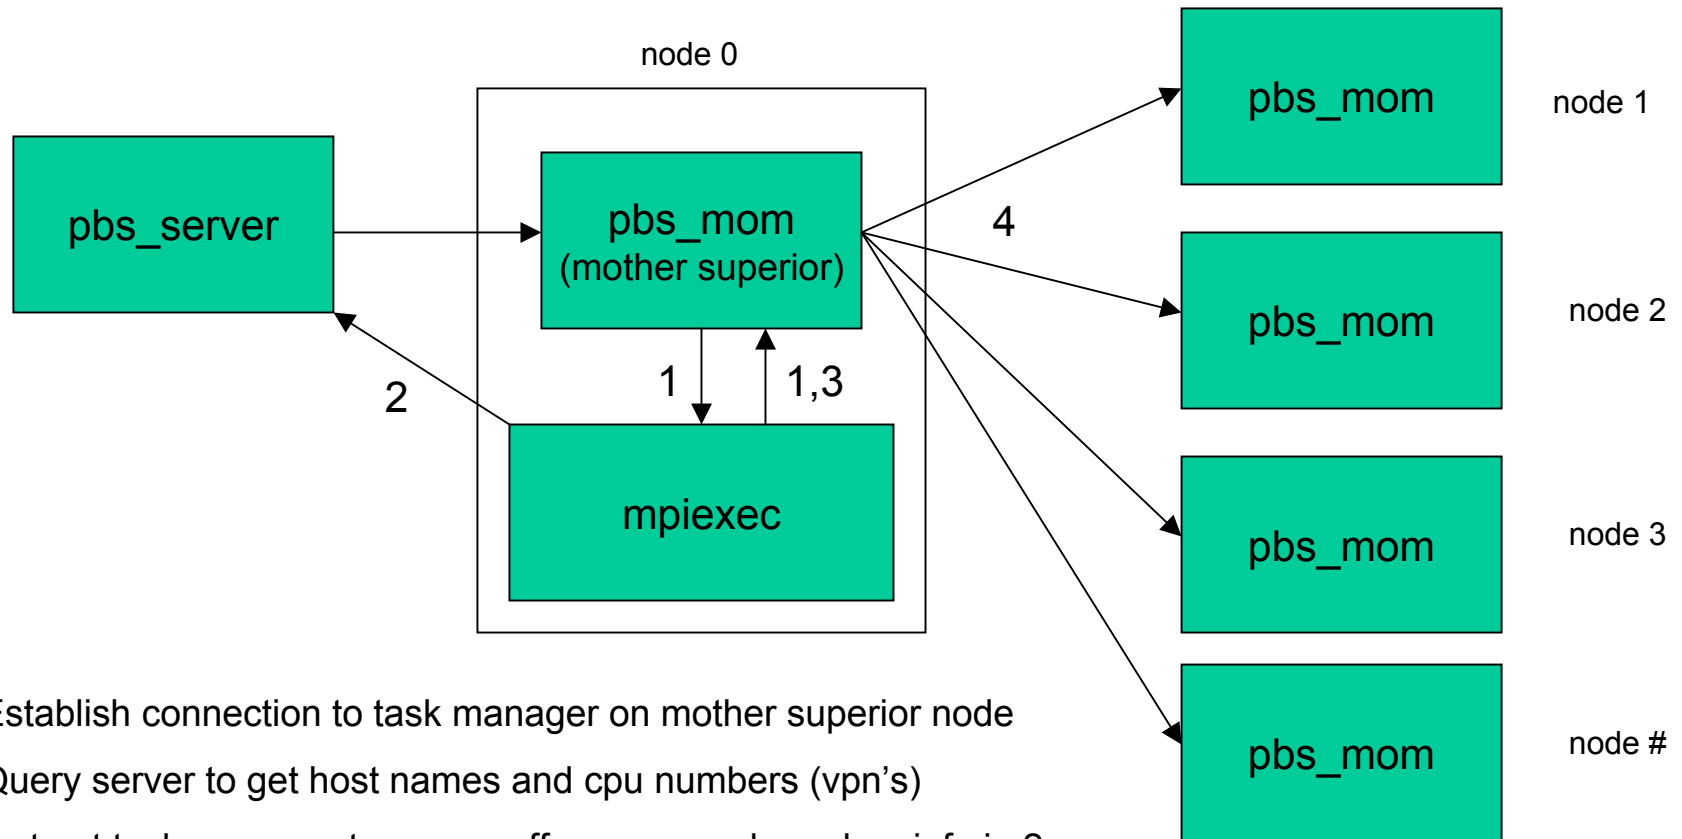 node 0
pbs_server
pbs_mom
(mother superior)
1
1,3
2
mpiexec
4
pbs_mom
node 1
pbs_mom
node 2
pbs_mom
node 3
pbs_mom
node #
Establish connection to task manager on mother superior node
Query server to get host names and cpu numbers (vpn's)